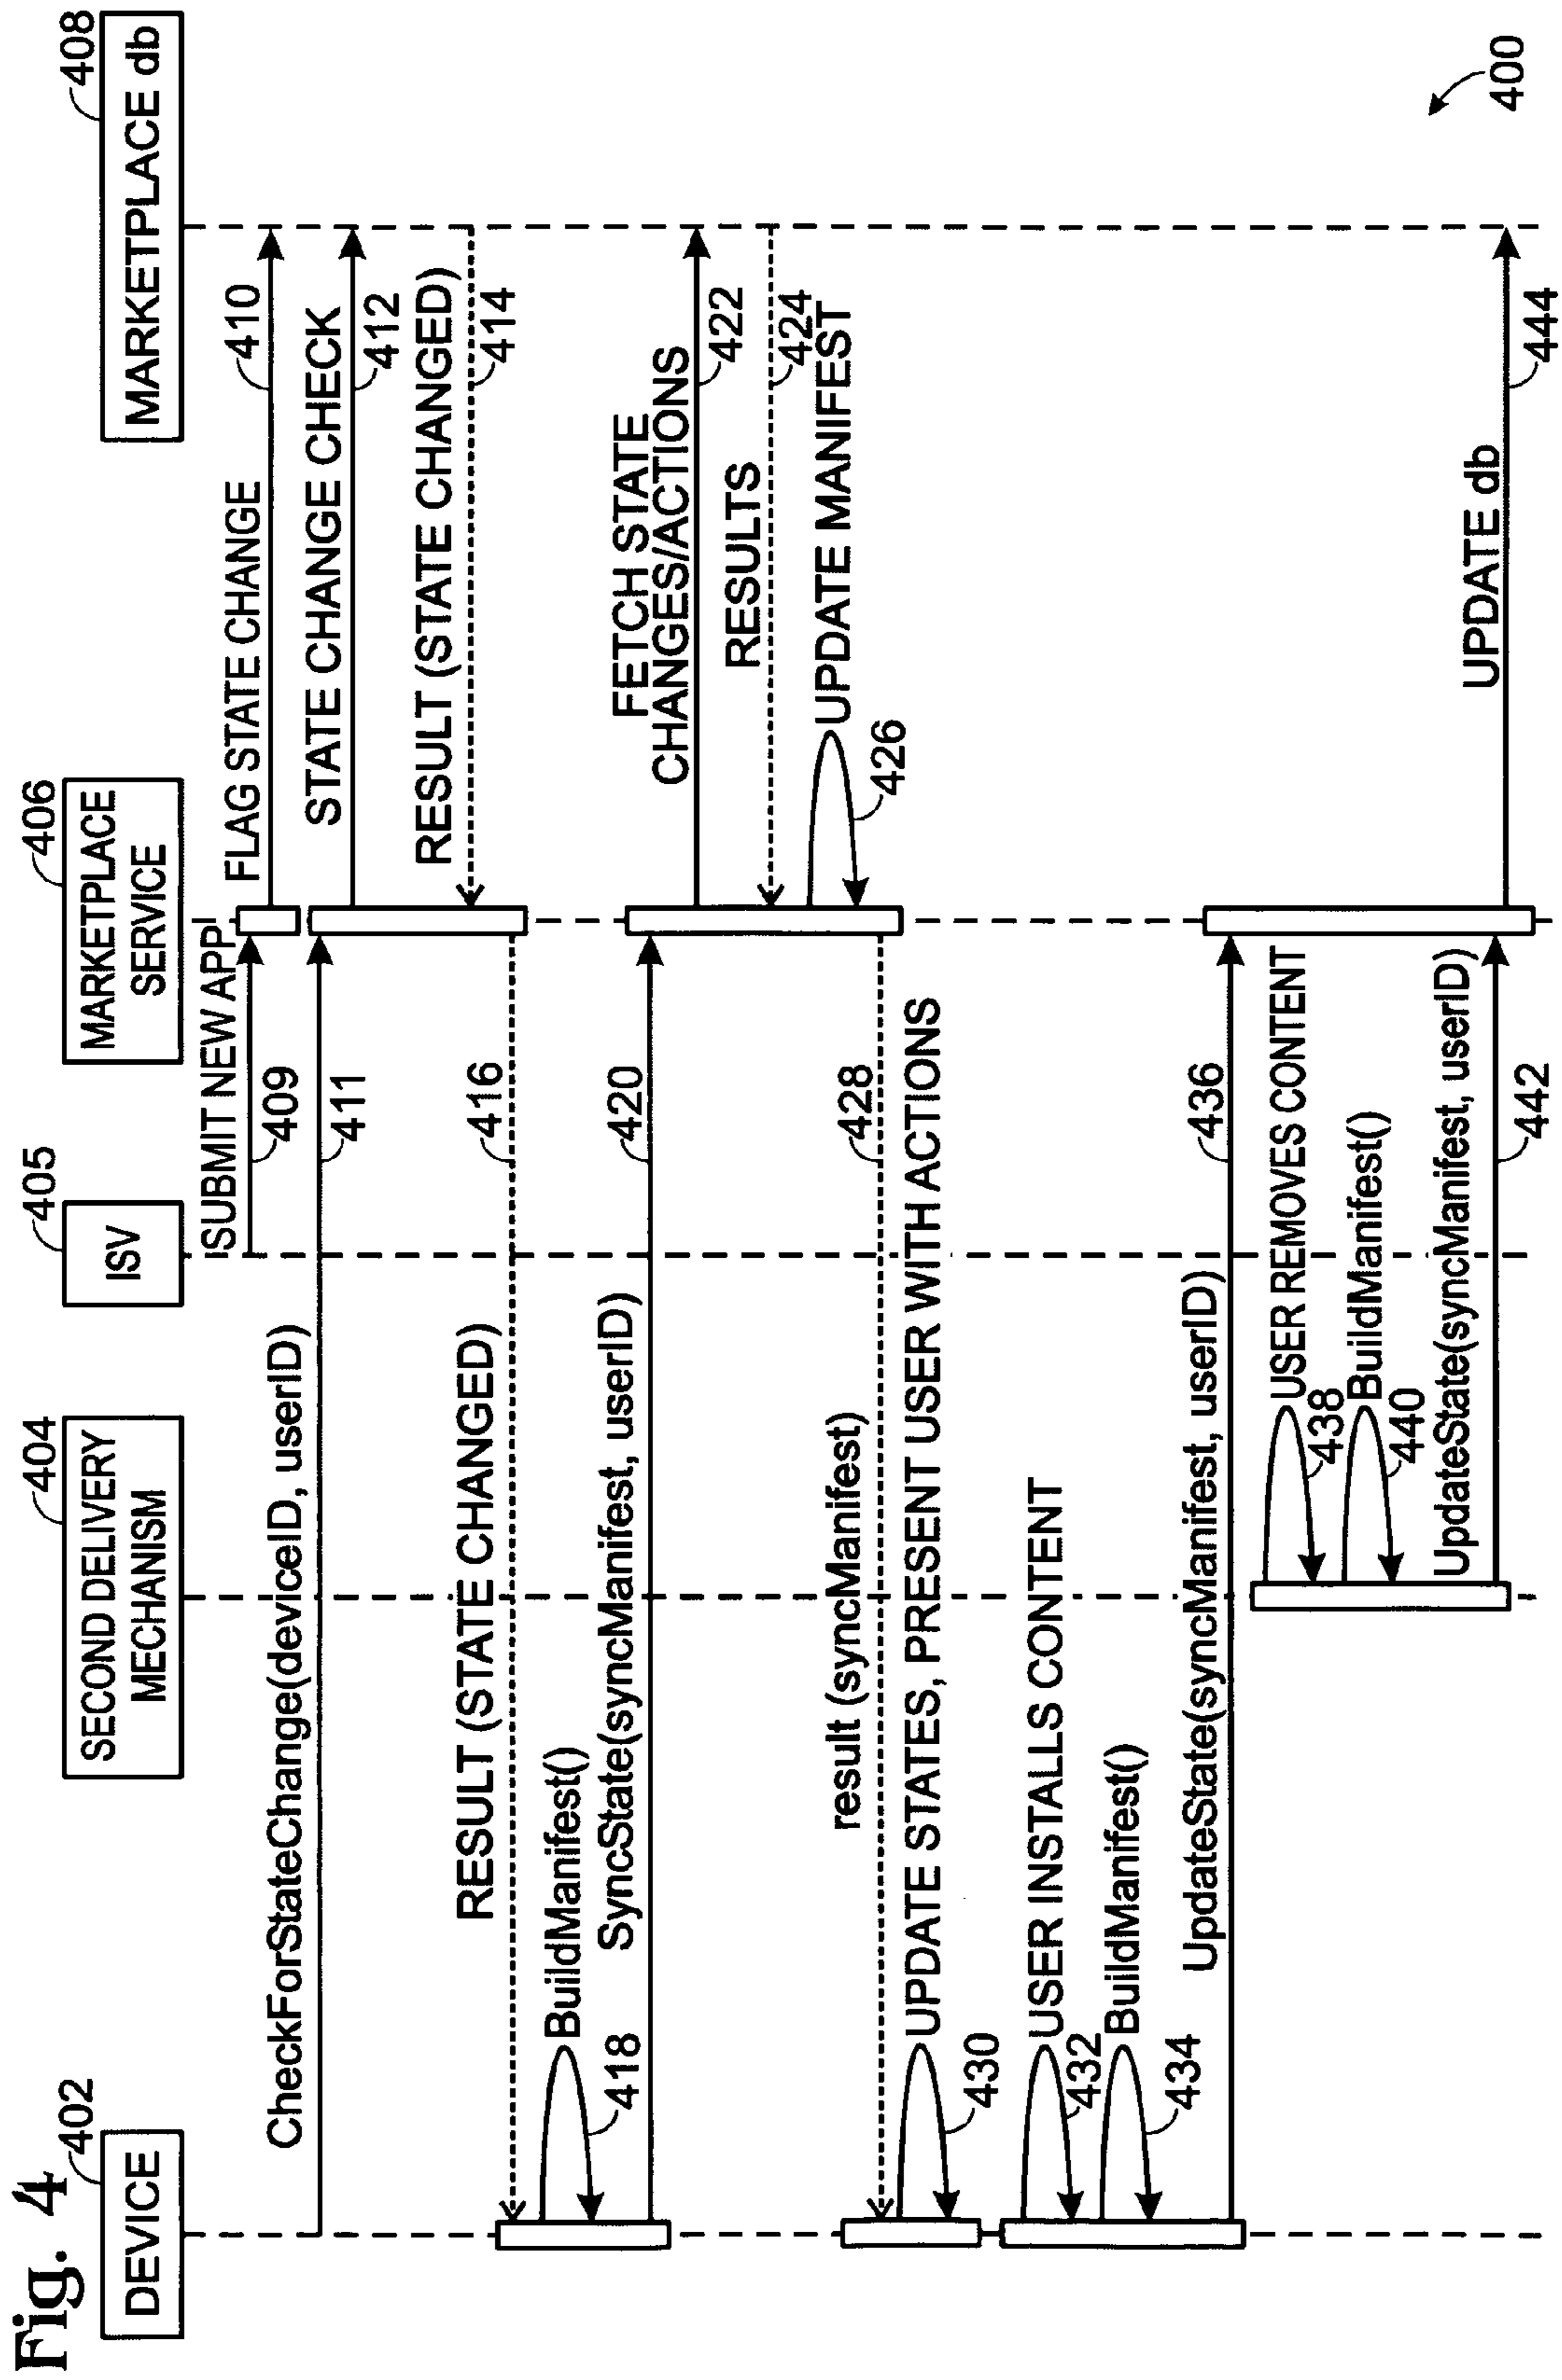 Fig. 4
402
DEVICE
404
SECOND DELIVERY
MECHANISM
405
ISV
406
MARKETPLACE
SERVICE
408
MARKETPLACE db
SUBMIT NEW APP
409
FLAG STATE CHANGE
410
CheckForStateChange(deviceID, userID)
411
STATE CHANGE CHECK
412
RESULT (STATE CHANGED)
414
RESULT (STATE CHANGED)
416
BuildManifest()
418
SyncState(syncManifest, userID)
420
FETCH STATE
CHANGES/ACTIONS
422
RESULTS
424
UPDATE MANIFEST
426
result (syncManifest)
428
UPDATE STATES, PRESENT USER WITH ACTIONS
430
USER INSTALLS CONTENT
432
BuildManifest()
434
UpdateState(syncManifest, userID)
436
USER REMOVES CONTENT
438
BuildManifest()
440
UpdateState(syncManifest, userID)
442
UPDATE db
444
400